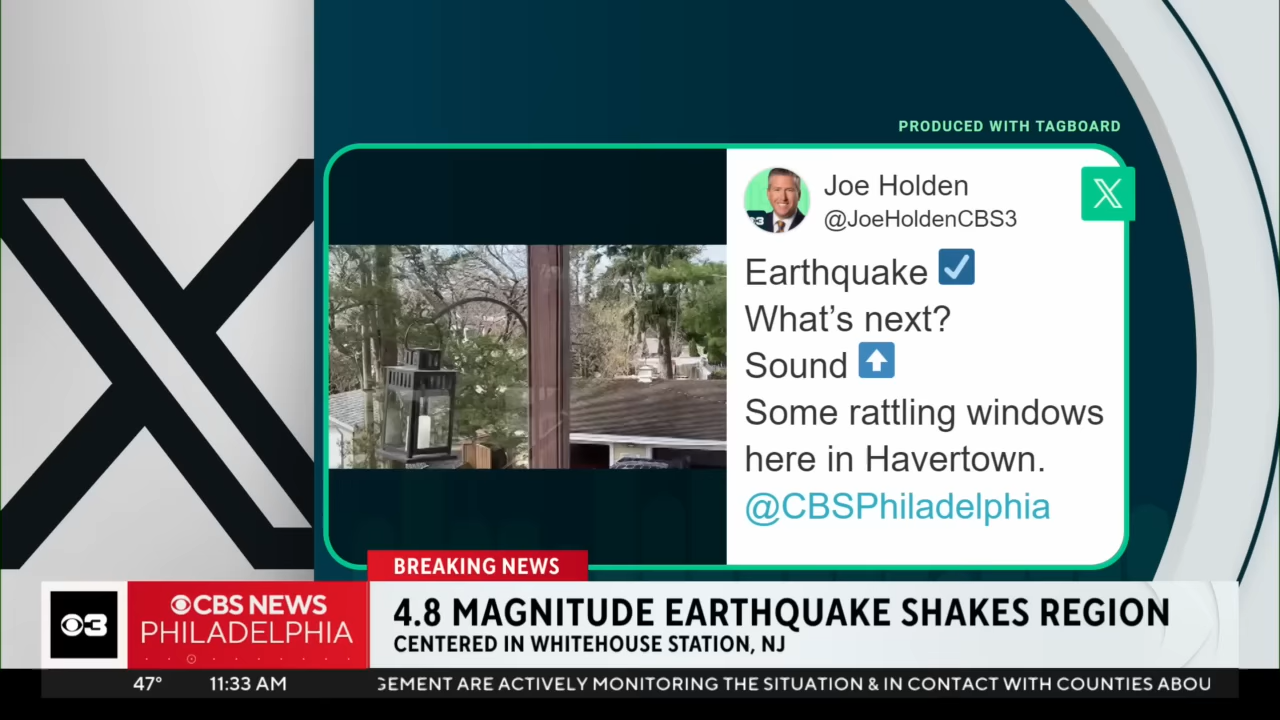 PRODUCED WITH TAGBOARD
Joe Holden
@JoeHoldenCBS3
Earthquake ☑
What’s next?
Sound ⬆
Some rattling windows
here in Havertown.
@CBSPhiladelphia
BREAKING NEWS
4.8 MAGNITUDE EARTHQUAKE SHAKES REGION
CENTERED IN WHITEHOUSE STATION, NJ
3
CBS NEWS
PHILADELPHIA
47° 11:33 AM
GEMENT ARE ACTIVELY MONITORING THE SITUATION & IN CONTACT WITH COUNTIES ABOU